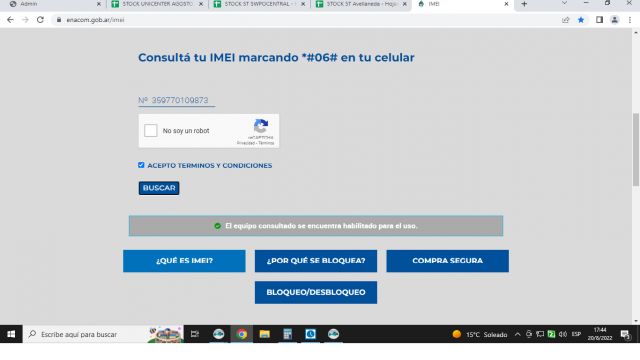 Admin
STOCK UNICENTER AGOSTO
STOCK ST SWPOCENTRAL -
STOCK ST Avellaneda - Hoja
IMEI
enacom.gob.ar/imei
Consultá tu IMEI marcando *#06# en tu celular
Nº 359770109873
No soy un robot
reCAPTCHA
Privacidad - Términos
ACEPTO TERMINOS Y CONDICIONES
BUSCAR
El equipo consultado se encuentra habilitado para el uso.
¿QUÉ ES IMEI?
¿POR QUÉ SE BLOQUEA?
COMPRA SEGURA
BLOQUEO/DESBLOQUEO
Escribe aquí para buscar
15°C Soleado
ESP
17:44
20/8/2022